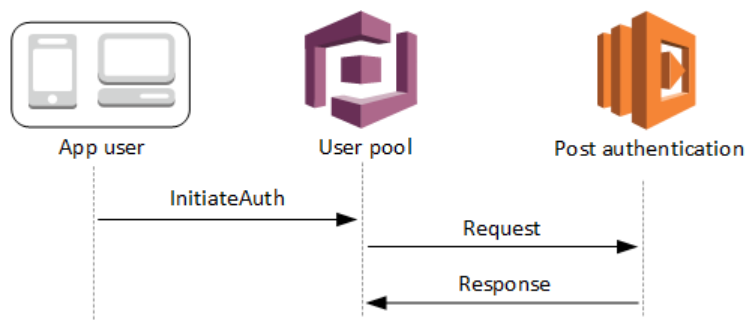 App user
User pool
Post authentication
InitiateAuth
Request
Response